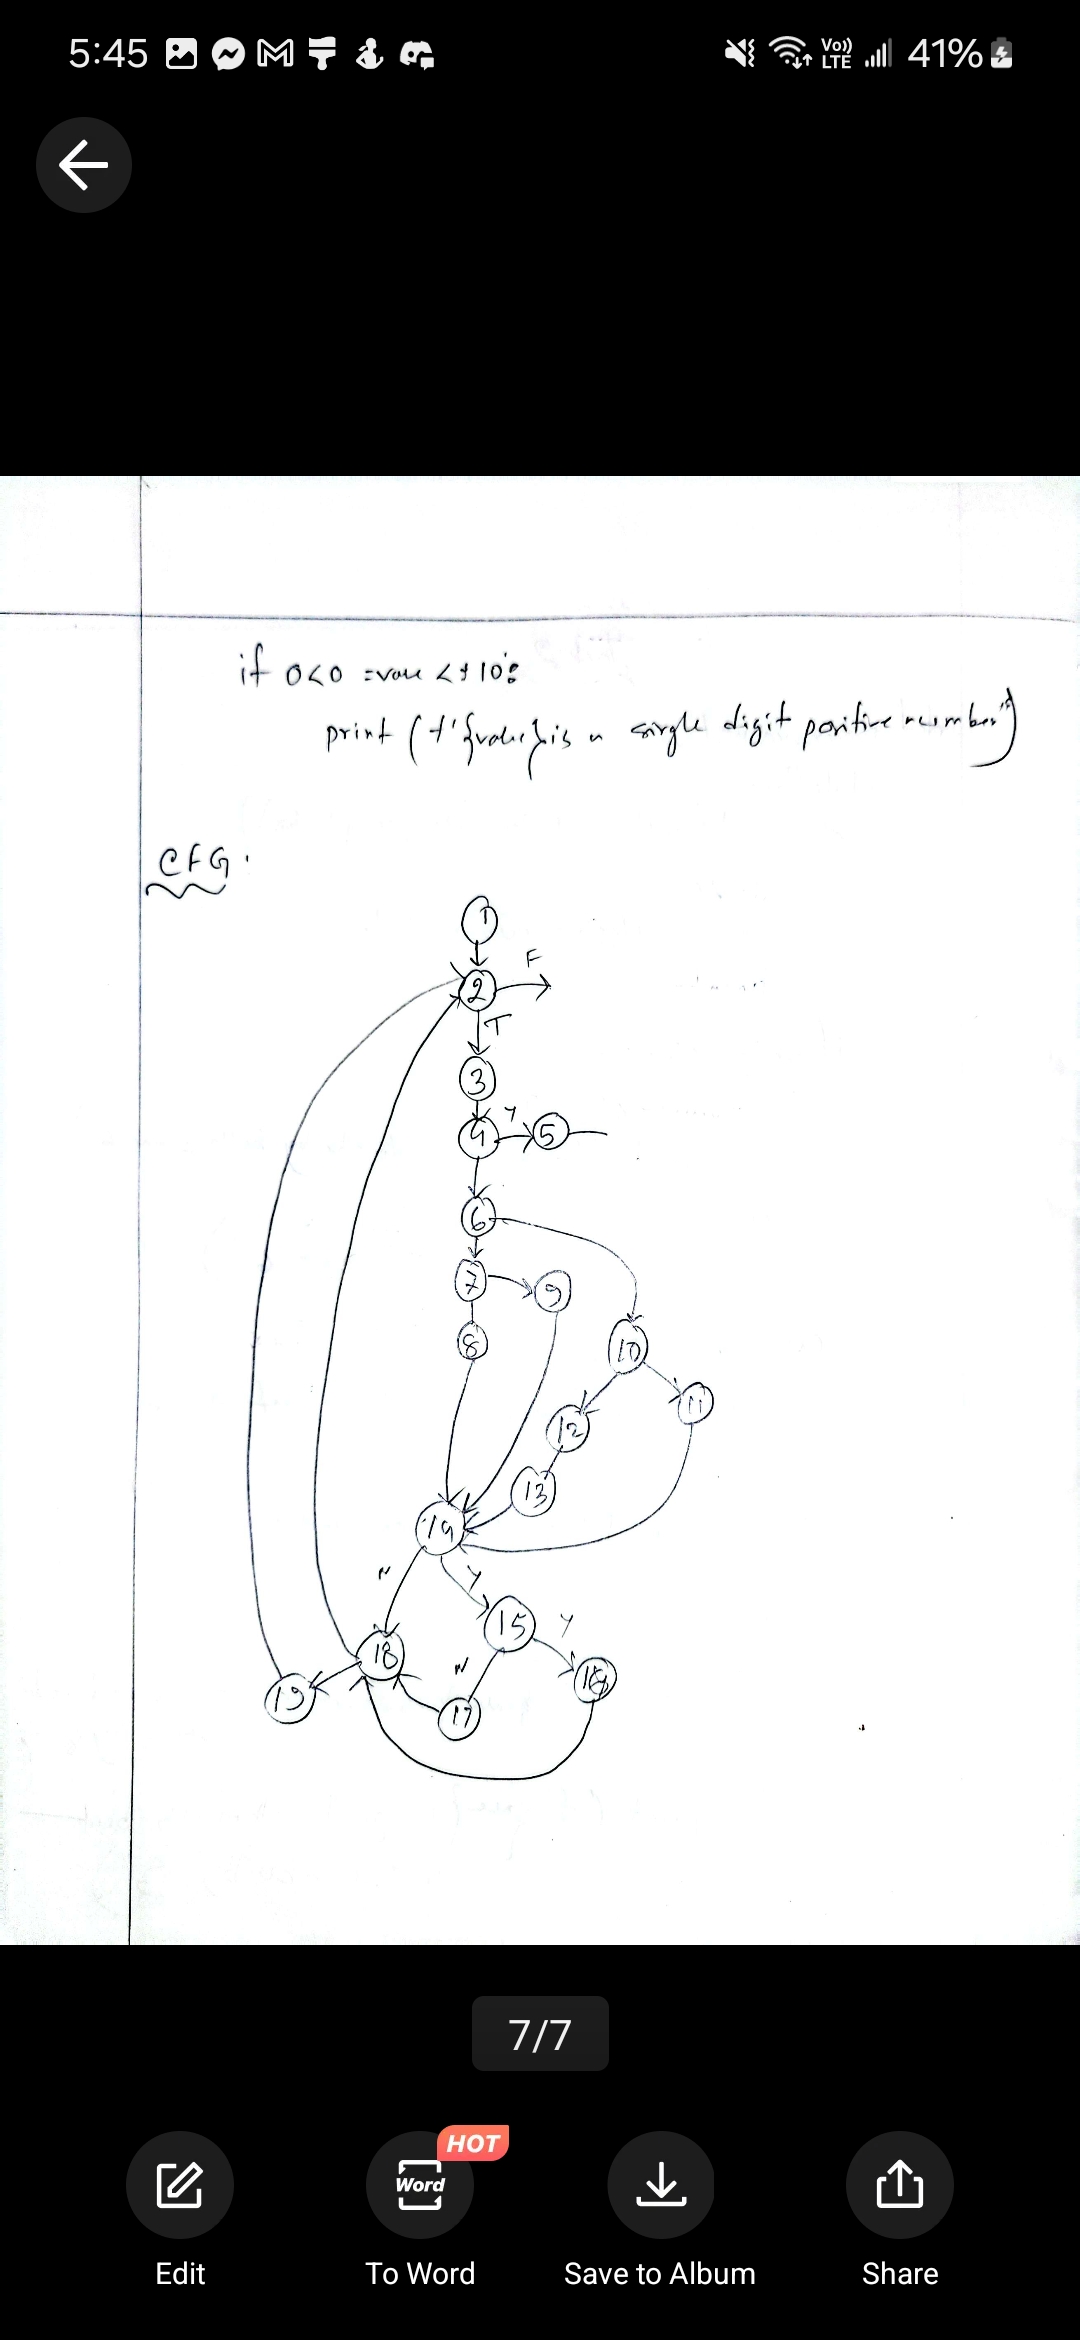 5:45
Vo)) LTE 41%
if 0<0 =value <= 10:
print (f'{value} is a single digit positive number")
CFG.
1
F
2
T
3
Y
4 5
6
7 9
8
10
11
12
13
14
N Y
15 Y
18 N
16
19 17
7/7
HOT
Word
Edit To Word Save to Album Share